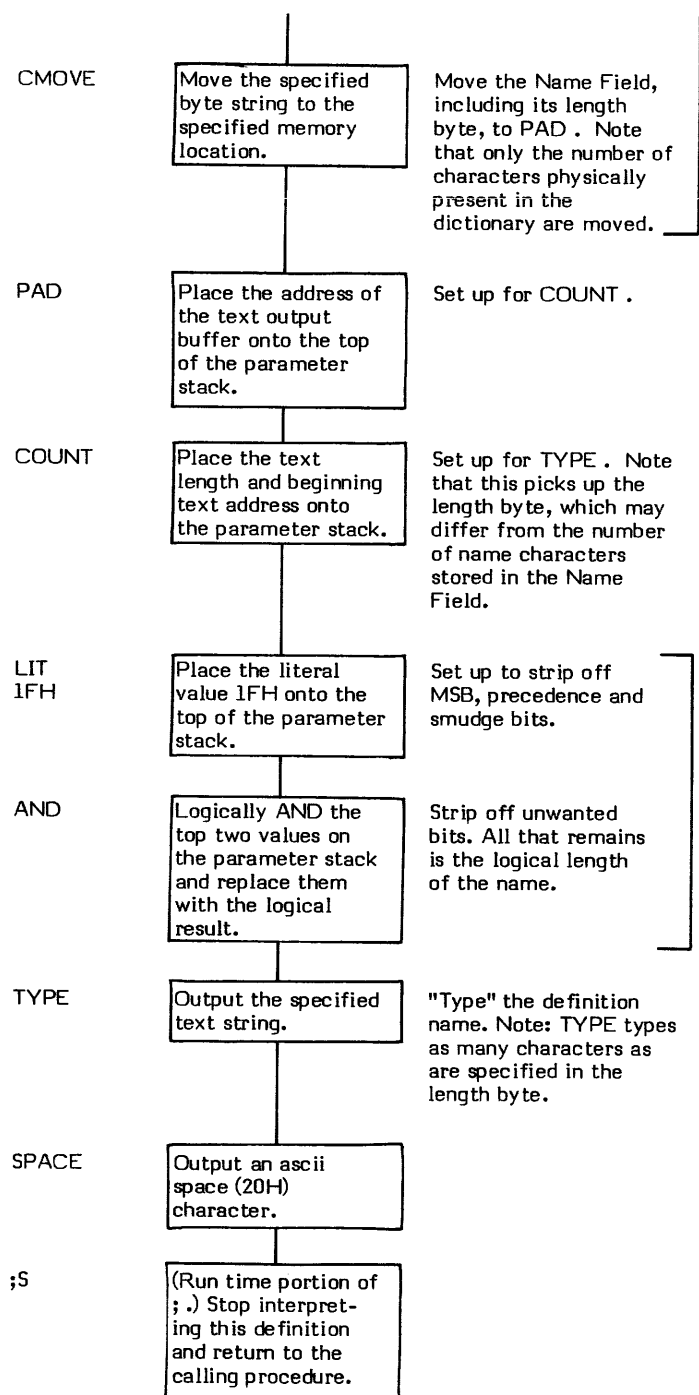 CMOVE
Move the specified
byte string to the
specified memory
location.
Move the Name Field,
including its length
byte, to PAD . Note
that only the number of
characters physically
present in the
dictionary are moved.
PAD
Place the address of
the text output
buffer onto the top
of the parameter
stack.
Set up for COUNT .
COUNT
Place the text
length and beginning
text address onto
the parameter stack.
Set up for TYPE . Note
that this picks up the
length byte, which may
differ from the number
of name characters
stored in the Name
Field.
LIT
1FH
Place the literal
value 1FH onto the
top of the parameter
stack.
Set up to strip off
MSB, precedence and
smudge bits.
AND
Logically AND the
top two values on
the parameter stack
and replace them
with the logical
result.
Strip off unwanted
bits. All that remains
is the logical length
of the name.
TYPE
Output the specified
text string.
"Type" the definition
name. Note: TYPE types
as many characters as
are specified in the
length byte.
SPACE
Output an ascii
space (20H)
character.
;S
(Run time portion of
; .) Stop interpret-
ing this definition
and return to the
calling procedure.